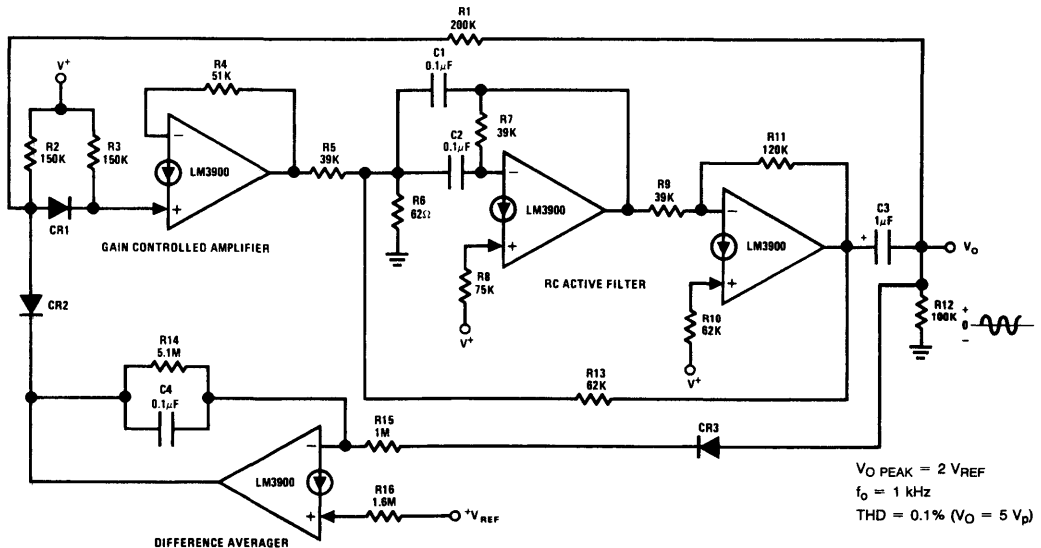 R1
200K
V+
R4
51K
R2
150K
R3
150K
−
LM3900
+
CR1
GAIN CONTROLLED AMPLIFIER
R5
39K
C1
0.1μF
C2
0.1μF
R7
39K
R6
62Ω
−
LM3900
+
R8
75K
V+
RC ACTIVE FILTER
R9
39K
R11
120K
−
LM3900
+
R10
62K
V+
C3
1μF
+
VO
R12
100K
+
0
−
CR2
R14
5.1M
C4
0.1μF
R13
62K
R15
1M
CR3
−
LM3900
+
R16
1.6M
+VREF
DIFFERENCE AVERAGER
VO PEAK = 2 VREF
fo = 1 kHz
THD = 0.1% (VO = 5 Vp)